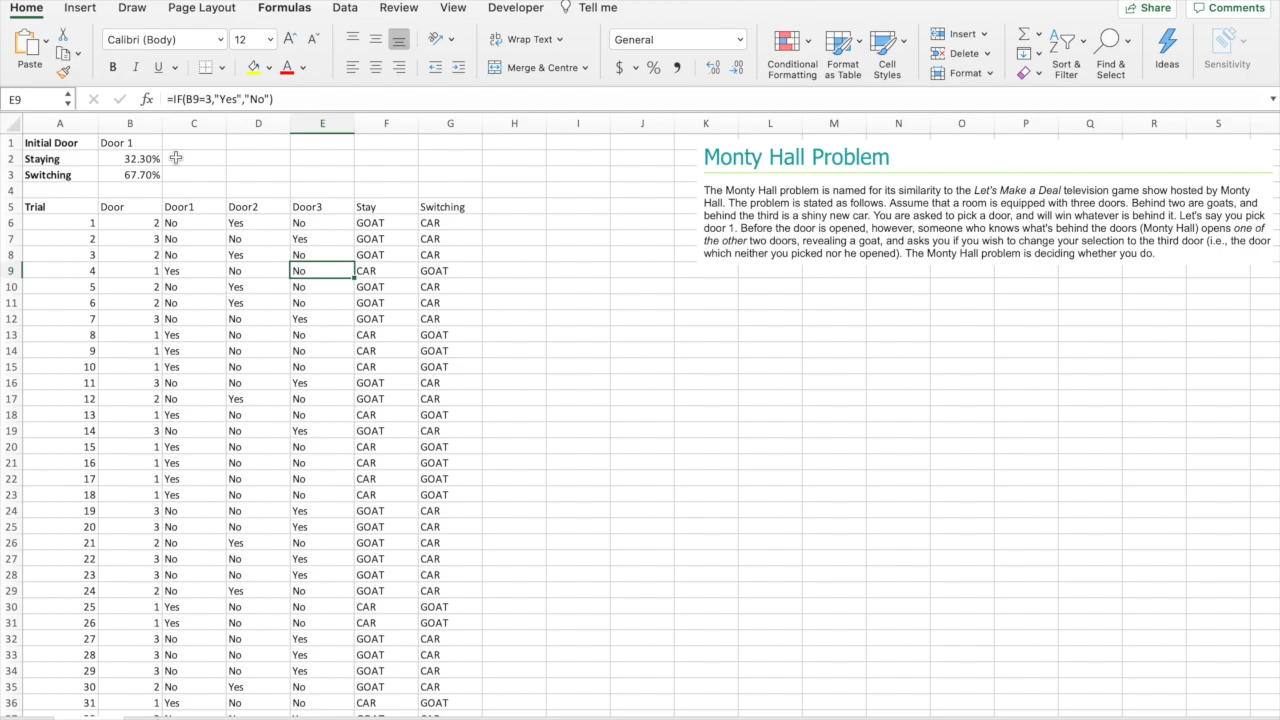 Home Insert Draw Page Layout Formulas Data Review View Developer Tell me Share Comments
Paste
Calibri (Body) 12 A A
B I U A
Wrap Text
Merge & Centre
General
$ % 9
Conditional Formatting
Format as Table
Cell Styles
Insert
Delete
Format
Sort & Filter
Find & Select
Ideas
Sensitivity
E9 fx =IF(B9=3,"Yes","No")
A B C D E F G H I J K L M N O P Q R S
1 Initial Door Door 1
2 Staying 32.30%
3 Switching 67.70%
4
5 Trial Door Door1 Door2 Door3 Stay Switching
6 1 2 No Yes No GOAT CAR
7 2 3 No No Yes GOAT CAR
8 3 2 No Yes No GOAT CAR
9 4 1 Yes No No CAR GOAT
10 5 2 No Yes No GOAT CAR
11 6 2 No Yes No GOAT CAR
12 7 3 No No Yes GOAT CAR
13 8 1 Yes No No CAR GOAT
14 9 1 Yes No No CAR GOAT
15 10 1 Yes No No CAR GOAT
16 11 3 No No Yes GOAT CAR
17 12 2 No Yes No GOAT CAR
18 13 1 Yes No No CAR GOAT
19 14 3 No No Yes GOAT CAR
20 15 1 Yes No No CAR GOAT
21 16 1 Yes No No CAR GOAT
22 17 1 Yes No No CAR GOAT
23 18 1 Yes No No CAR GOAT
24 19 3 No No Yes GOAT CAR
25 20 3 No No Yes GOAT CAR
26 21 2 No Yes No GOAT CAR
27 22 3 No No Yes GOAT CAR
28 23 3 No No Yes GOAT CAR
29 24 2 No Yes No GOAT CAR
30 25 1 Yes No No CAR GOAT
31 26 1 Yes No No CAR GOAT
32 27 3 No No Yes GOAT CAR
33 28 3 No No Yes GOAT CAR
34 29 3 No No Yes GOAT CAR
35 30 2 No Yes No GOAT CAR
36 31 1 Yes No No CAR GOAT
Monty Hall Problem
The Monty Hall problem is named for its similarity to the Let's Make a Deal television game show hosted by Monty
Hall. The problem is stated as follows. Assume that a room is equipped with three doors. Behind two are goats, and
behind the third is a shiny new car. You are asked to pick a door, and will win whatever is behind it. Let's say you pick
door 1. Before the door is opened, however, someone who knows what's behind the doors (Monty Hall) opens one of
the other two doors, revealing a goat, and asks you if you wish to change your selection to the third door (i.e., the door
which neither you picked nor he opened). The Monty Hall problem is deciding whether you do.